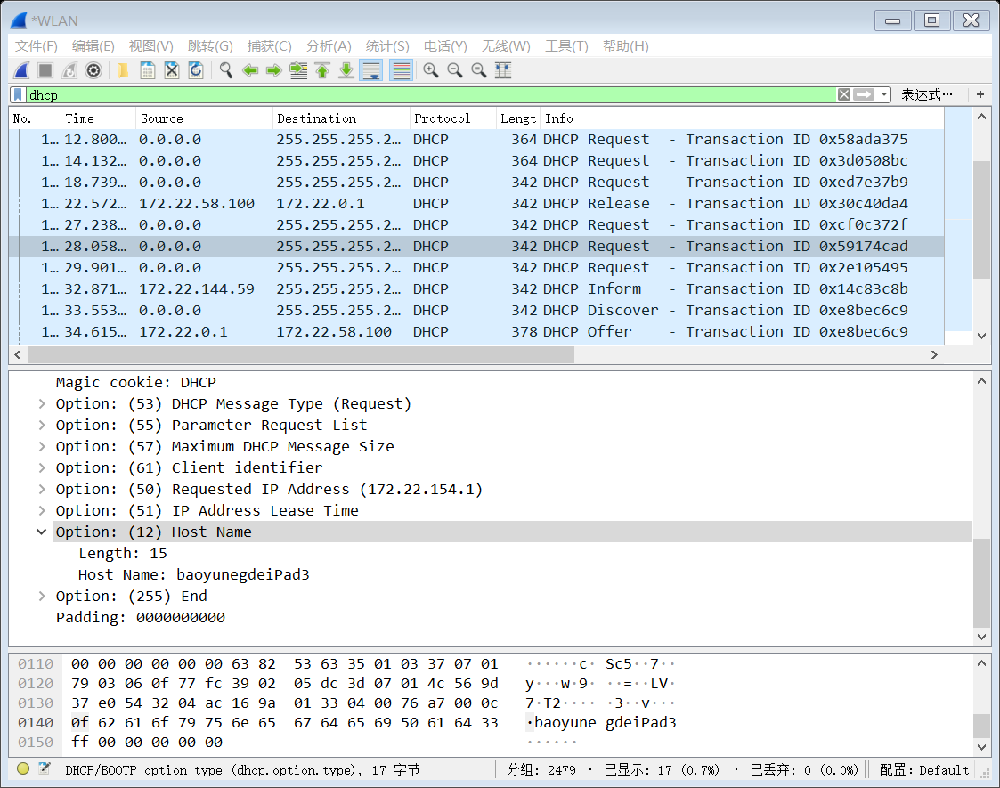 *WLAN
文件(F) 编辑(E) 视图(V) 跳转(G) 捕获(C) 分析(A) 统计(S) 电话(Y) 无线(W) 工具(T) 帮助(H)
dhcp 表达式… +
No. Time Source Destination Protocol Lengt Info
1… 12.800… 0.0.0.0 255.255.255.2… DHCP 364 DHCP Request - Transaction ID 0x58ada375
1… 14.132… 0.0.0.0 255.255.255.2… DHCP 364 DHCP Request - Transaction ID 0x3d0508bc
1… 18.739… 0.0.0.0 255.255.255.2… DHCP 342 DHCP Request - Transaction ID 0xed7e37b9
1… 22.572… 172.22.58.100 172.22.0.1 DHCP 342 DHCP Release - Transaction ID 0x30c40da4
1… 27.238… 0.0.0.0 255.255.255.2… DHCP 342 DHCP Request - Transaction ID 0xcf0c372f
1… 28.058… 0.0.0.0 255.255.255.2… DHCP 342 DHCP Request - Transaction ID 0x59174cad
1… 29.901… 0.0.0.0 255.255.255.2… DHCP 342 DHCP Request - Transaction ID 0x2e105495
1… 32.871… 172.22.144.59 255.255.255.2… DHCP 342 DHCP Inform - Transaction ID 0x14c83c8b
1… 33.553… 0.0.0.0 255.255.255.2… DHCP 342 DHCP Discover - Transaction ID 0xe8bec6c9
1… 34.615… 172.22.0.1 172.22.58.100 DHCP 378 DHCP Offer - Transaction ID 0xe8bec6c9
Magic cookie: DHCP
Option: (53) DHCP Message Type (Request)
Option: (55) Parameter Request List
Option: (57) Maximum DHCP Message Size
Option: (61) Client identifier
Option: (50) Requested IP Address (172.22.154.1)
Option: (51) IP Address Lease Time
Option: (12) Host Name
Length: 15
Host Name: baoyunegdeiPad3
Option: (255) End
Padding: 0000000000
0110 00 00 00 00 00 00 63 82 53 63 35 01 03 37 07 01 ······c· Sc5··7··
0120 79 03 06 0f 77 fc 39 02 05 dc 3d 07 01 4c 56 9d y···w·9· ··=··LV·
0130 37 e0 54 32 04 ac 16 9a 01 33 04 00 76 a7 00 0c 7·T2···· ·3··v···
0140 0f 62 61 6f 79 75 6e 65 67 64 65 69 50 61 64 33 ·baoyune gdeiPad3
0150 ff 00 00 00 00 00 ······
DHCP/BOOTP option type (dhcp.option.type), 17 字节 分组: 2479 · 已显示: 17 (0.7%) · 已丢弃: 0 (0.0%) 配置: Default